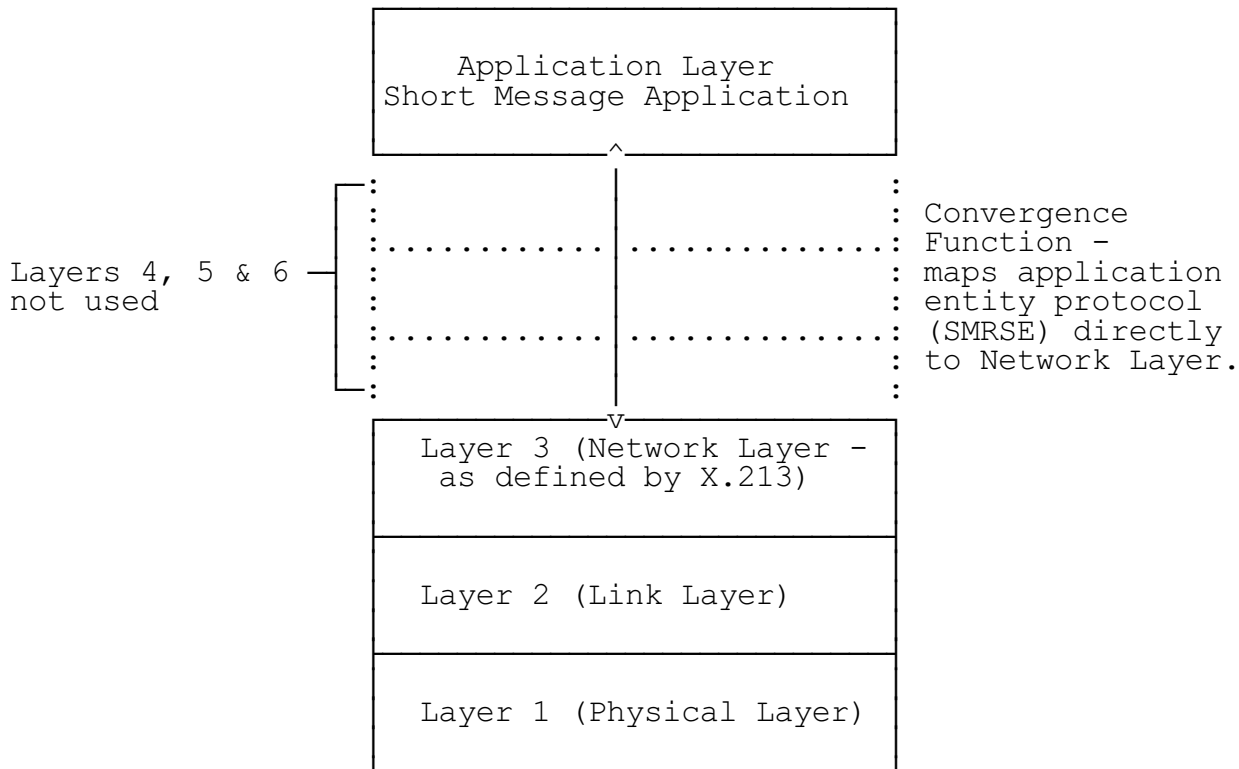 Application Layer
Short Message Application
Layers 4, 5 & 6
not used
Convergence
Function -
maps application
entity protocol
(SMRSE) directly
to Network Layer.
Layer 3 (Network Layer -
as defined by X.213)
Layer 2 (Link Layer)
Layer 1 (Physical Layer)